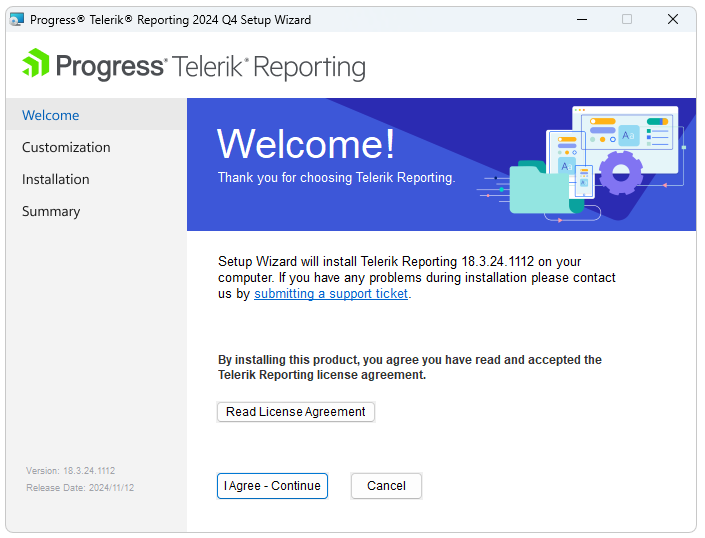 Progress® Telerik® Reporting 2024 Q4 Setup Wizard
Progress® Telerik® Reporting
Welcome
Customization
Installation
Summary
Welcome!
Thank you for choosing Telerik Reporting.
Aa
A
A
Setup Wizard will install Telerik Reporting 18.3.24.1112 on your
computer. If you have any problems during installation please contact
us by submitting a support ticket.
By installing this product, you agree you have read and accepted the
Telerik Reporting license agreement.
Read License Agreement
Version: 18.3.24.1112
Release Date: 2024/11/12
I Agree - Continue
Cancel